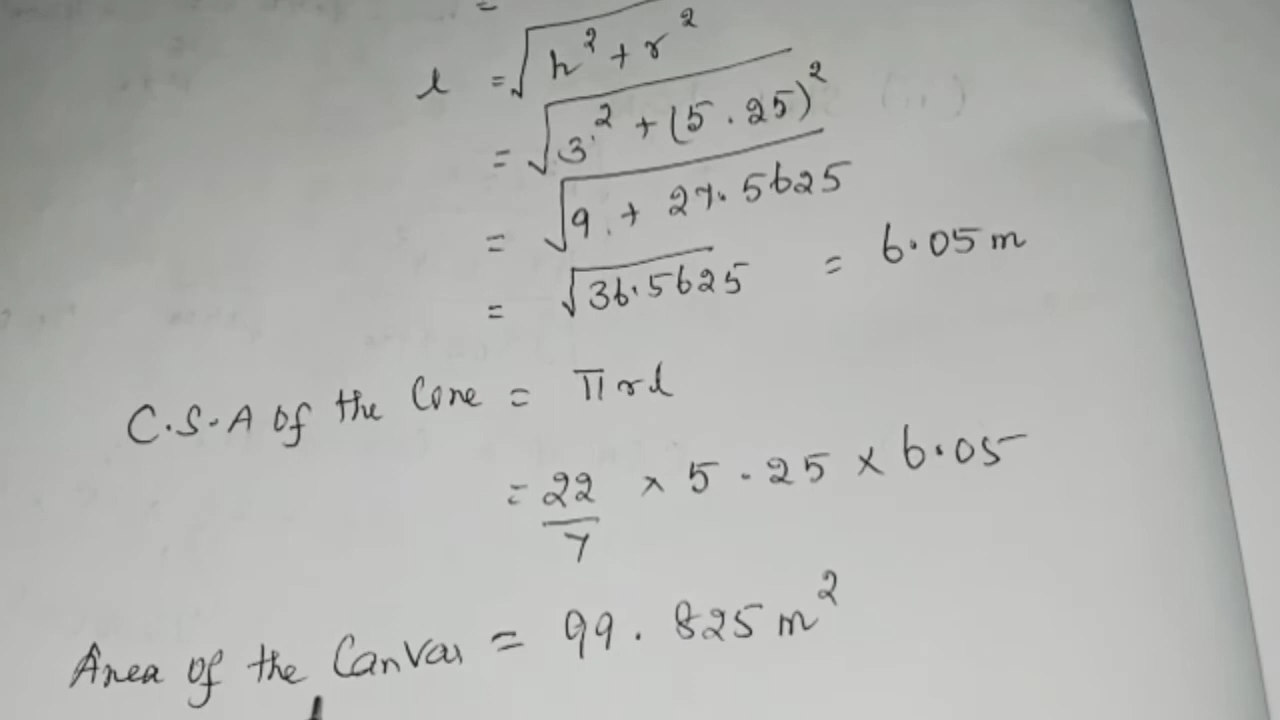 =
l = √h² + r²
= √3² + (5.25)²
= √9 + 27.5625
= √36.5625 = 6.05 m
C.S.A of the Cone = πrl
= 22/7 × 5.25 × 6.05
Area of the Canvas = 99.825 m²